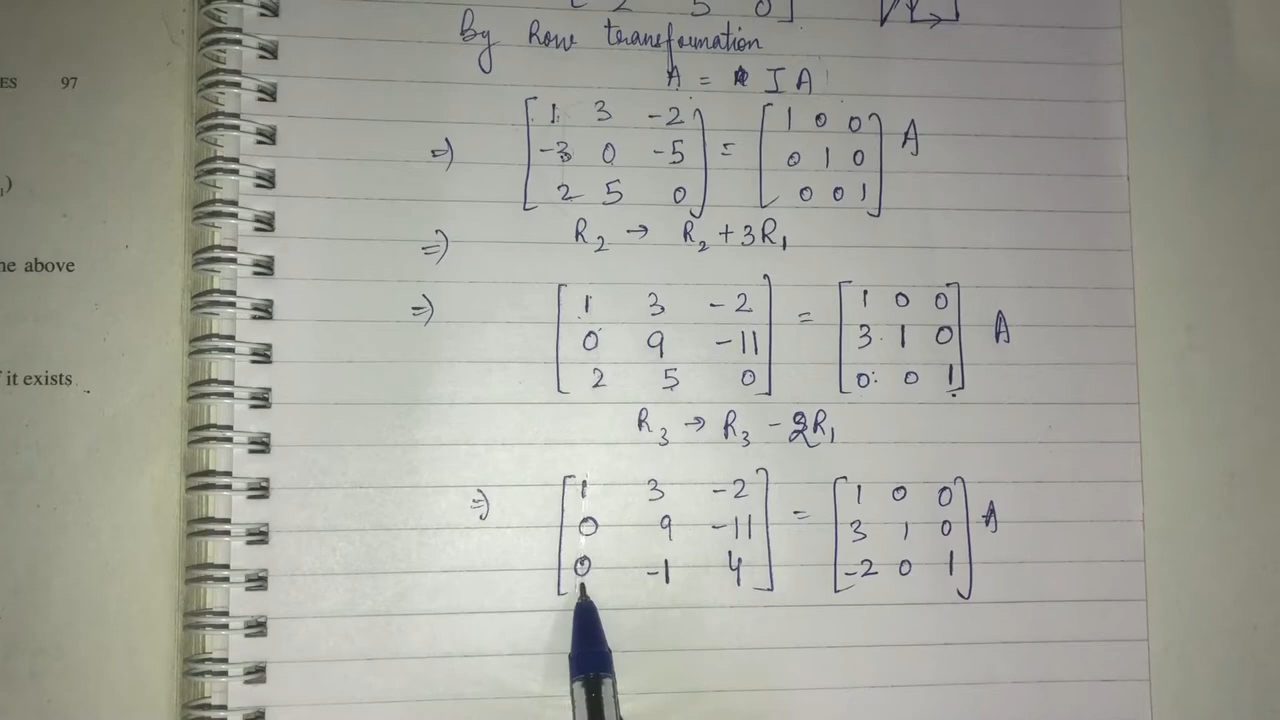 2 5 0
By Row transformation
ES 97
A = I A
⇒) [1 3 -2] = [1 0 0] A
[-3 0 -5] [0 1 0]
[2 5 0] [0 0 1]
⇒) R₂ → R₂ + 3R₁
he above
⇒) [1 3 -2] = [1 0 0] A
[0 9 -11] [3 1 0]
[2 5 0] [0 0 1]
it exists
R₃ → R₃ - 2R₁
⇒) [1 3 -2] = [1 0 0] A
[0 9 -11] [3 1 0]
[0 -1 4] [-2 0 1]